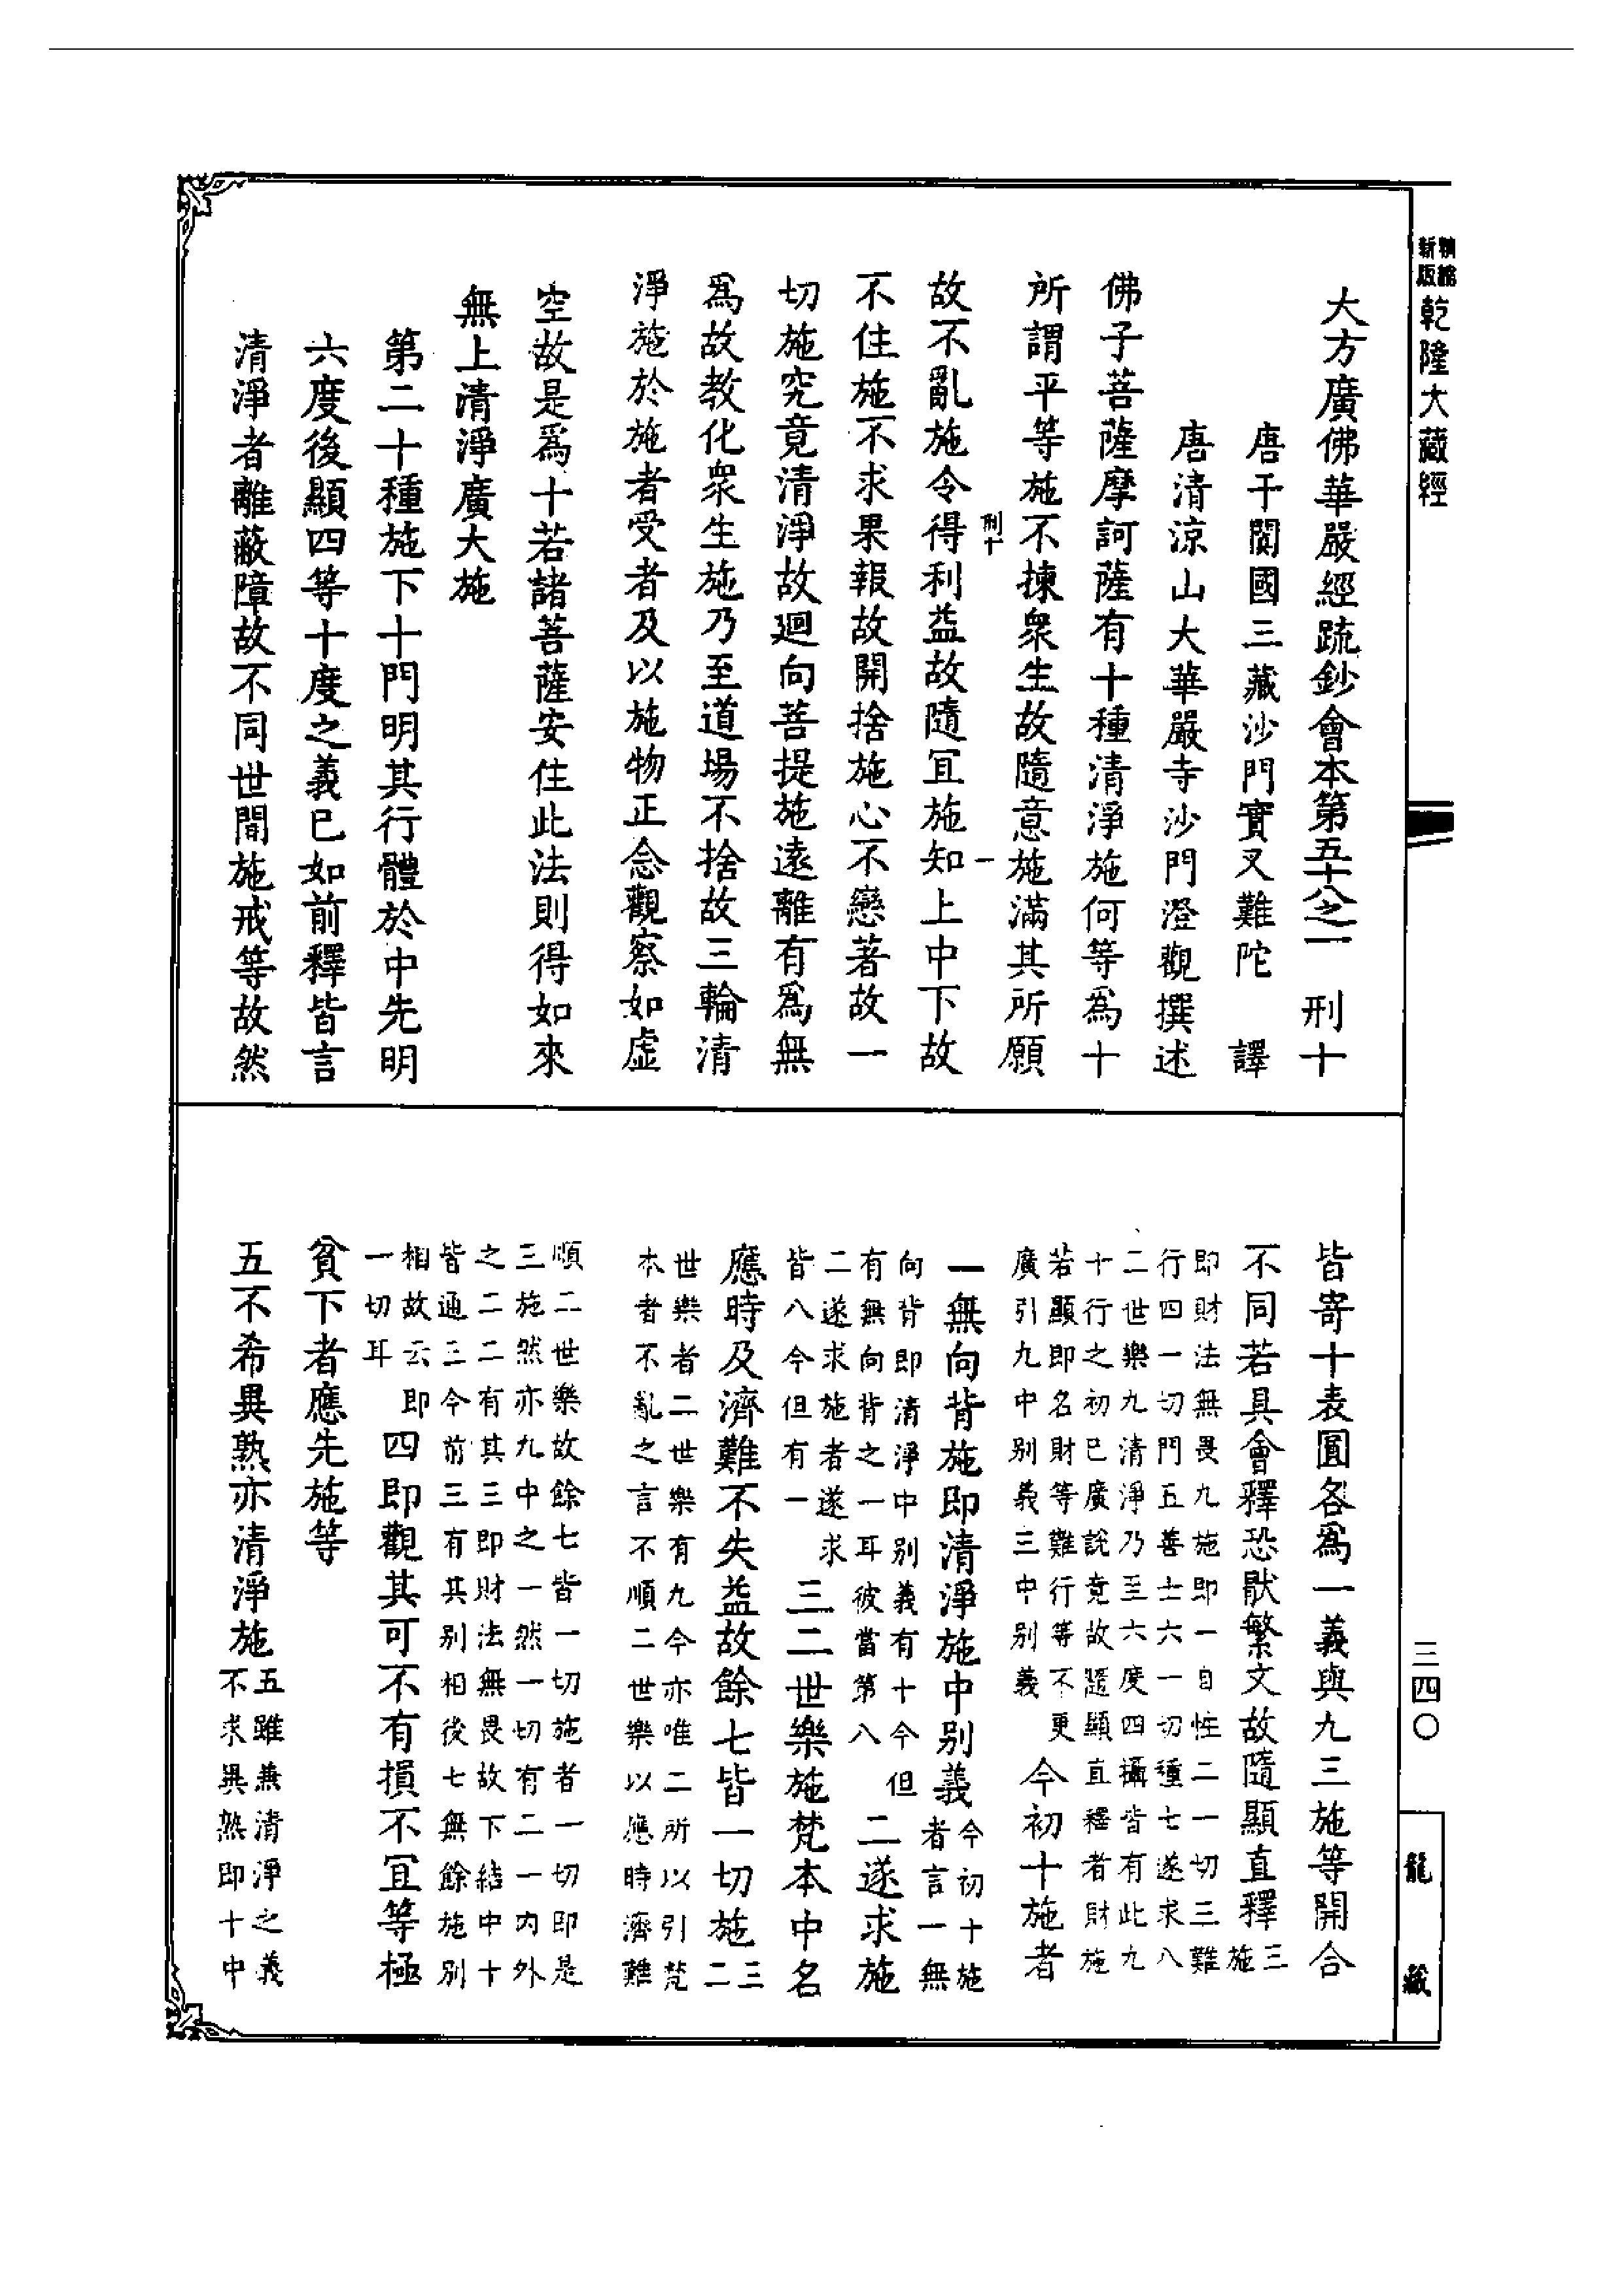 新編
新版
乾隆大藏經
大方廣佛華嚴經疏鈔會本第五十八之一　刑十
唐于闐國三藏沙門實叉難陀　譯
唐清涼山大華嚴寺沙門澄觀撰述
佛子菩薩摩訶薩有十種清淨施何等為十
所謂平等施不揀衆生故隨意施滿其所願
刑十　一
故不亂施令得利益故隨宜施知上中下故
不住施不求果報故開捨施心不戀著故一
切施究竟清淨故迴向菩提施遠離有爲無
爲故教化衆生施乃至道場不捨故三輪清
淨施於施者受者及以施物正念觀察如虛
空故是爲十若諸菩薩安住此法則得如來
無上清淨廣大施
第二十種施下十門明其行體於中先明
六度後顯四等十度之義已如前釋皆言
清淨者離蔽障故不同世間施戒等故然
皆寄十表圓各爲一義與九三施等開合
不同若具會釋恐猒繁文故隨顯直釋三
施
即財法無畏九施即一自性二一切三難
行四一切門五善士六一切種七遂求八
二世樂九清淨乃至六度四攝皆有此九
十行之初已廣說竟故隨顯直釋者財施
若顯即名財等難行等不更
廣引九中別義三中別義
今初十施者
一無向背施即清淨施中別義
今初十施
者言一無
向背即清淨中別義有十今但
有無向背之一耳彼當第八
二遂求施
二遂求施者遂求
皆八今但有一
三二世樂施梵本中名
應時及濟難不失益故餘七皆一切施
三
二
世樂者二世樂有九今亦唯二所以引梵
本者不亂之言不順二世樂以應時濟難
順二世樂故餘七皆一切施者一切即是
三施然亦九中之一然一切有二一內外
之二二有其三即財法無畏故下結中十
皆通三今前三有其別相後七無餘施別
相故云即
一切耳
四即觀其可不有損不宜等極
貧下者應先施等
五不希異熟亦清淨施
五雖兼清淨之義
不求異熟即十中
三四〇
龍藏